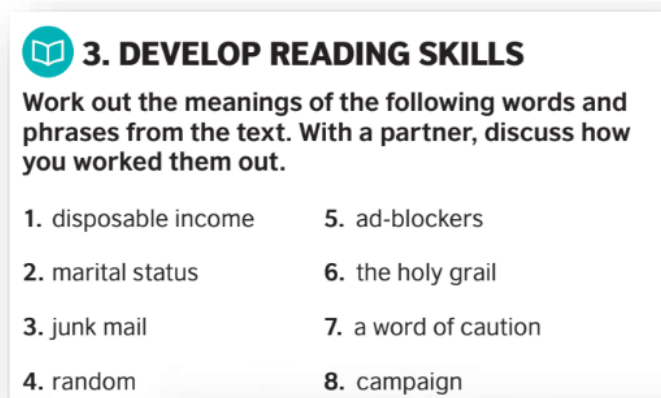 3. DEVELOP READING SKILLS
Work out the meanings of the following words and
phrases from the text. With a partner, discuss how
you worked them out.
1. disposable income
2. marital status
3. junk mail
4. random
5. ad-blockers
6. the holy grail
7. a word of caution
8. campaign